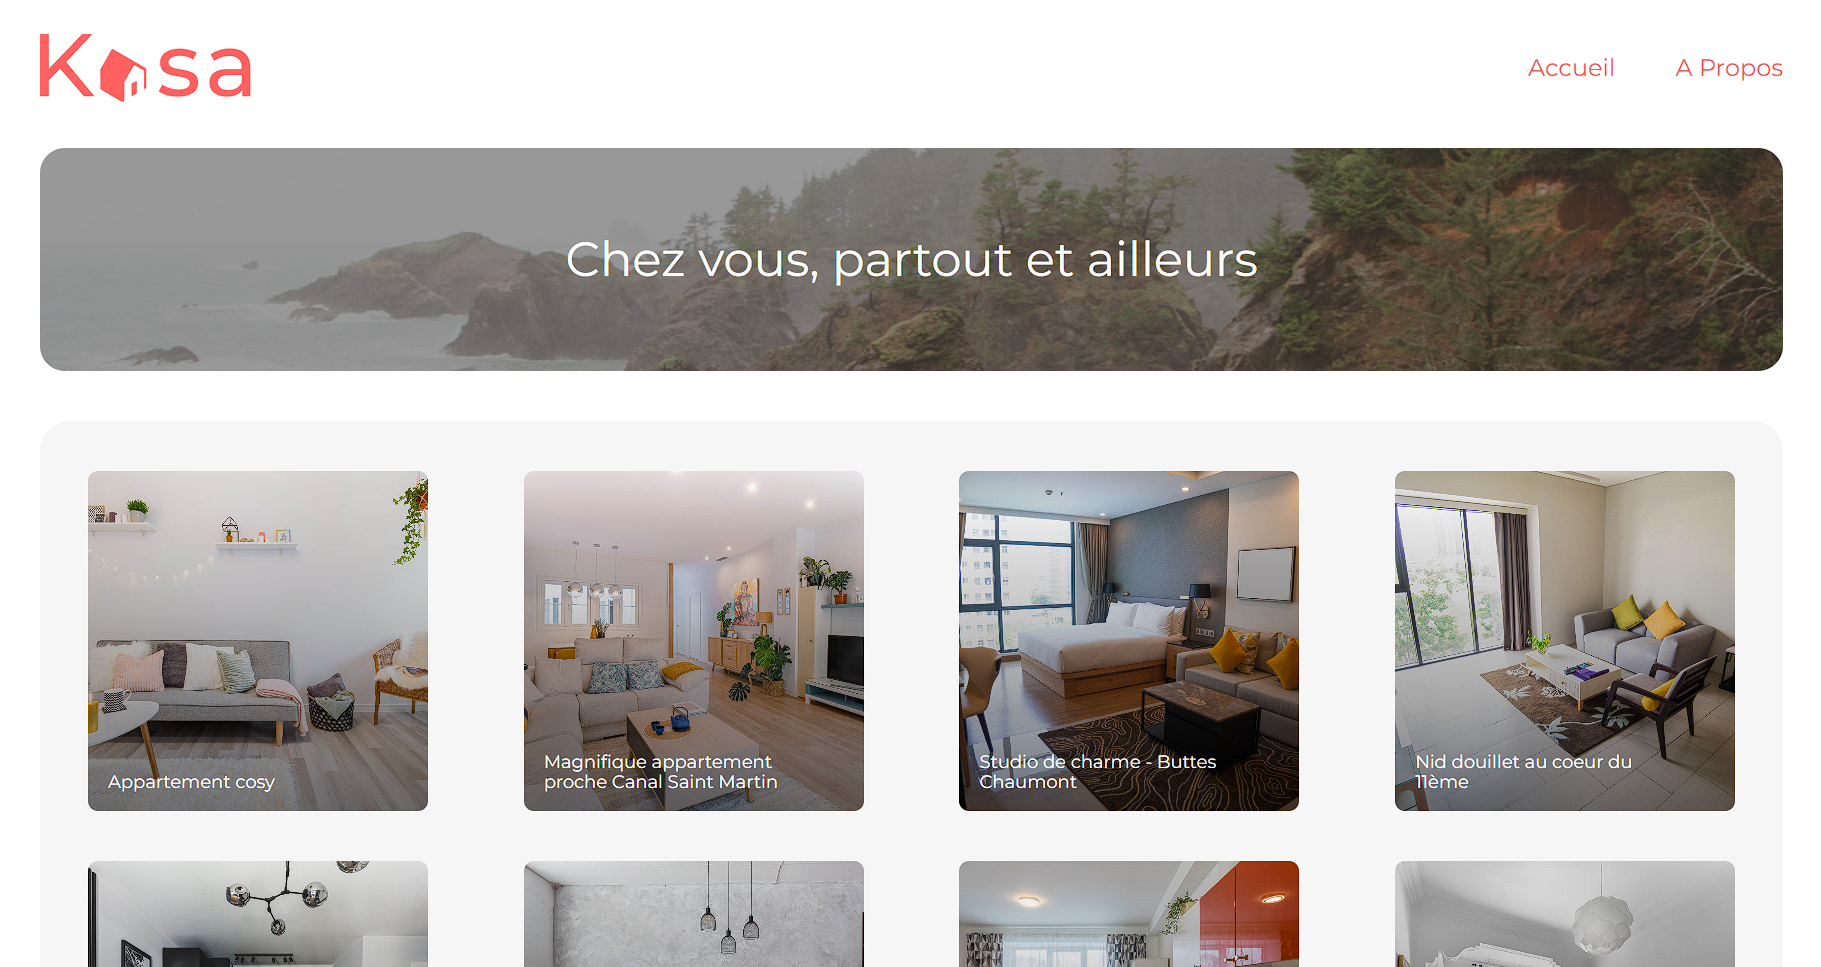 Kasa
Accueil
A Propos
Chez vous, partout et ailleurs
Appartement cosy
Magnifique appartement
proche Canal Saint Martin
Studio de charme - Buttes
Chaumont
Nid douillet au coeur du
11ème